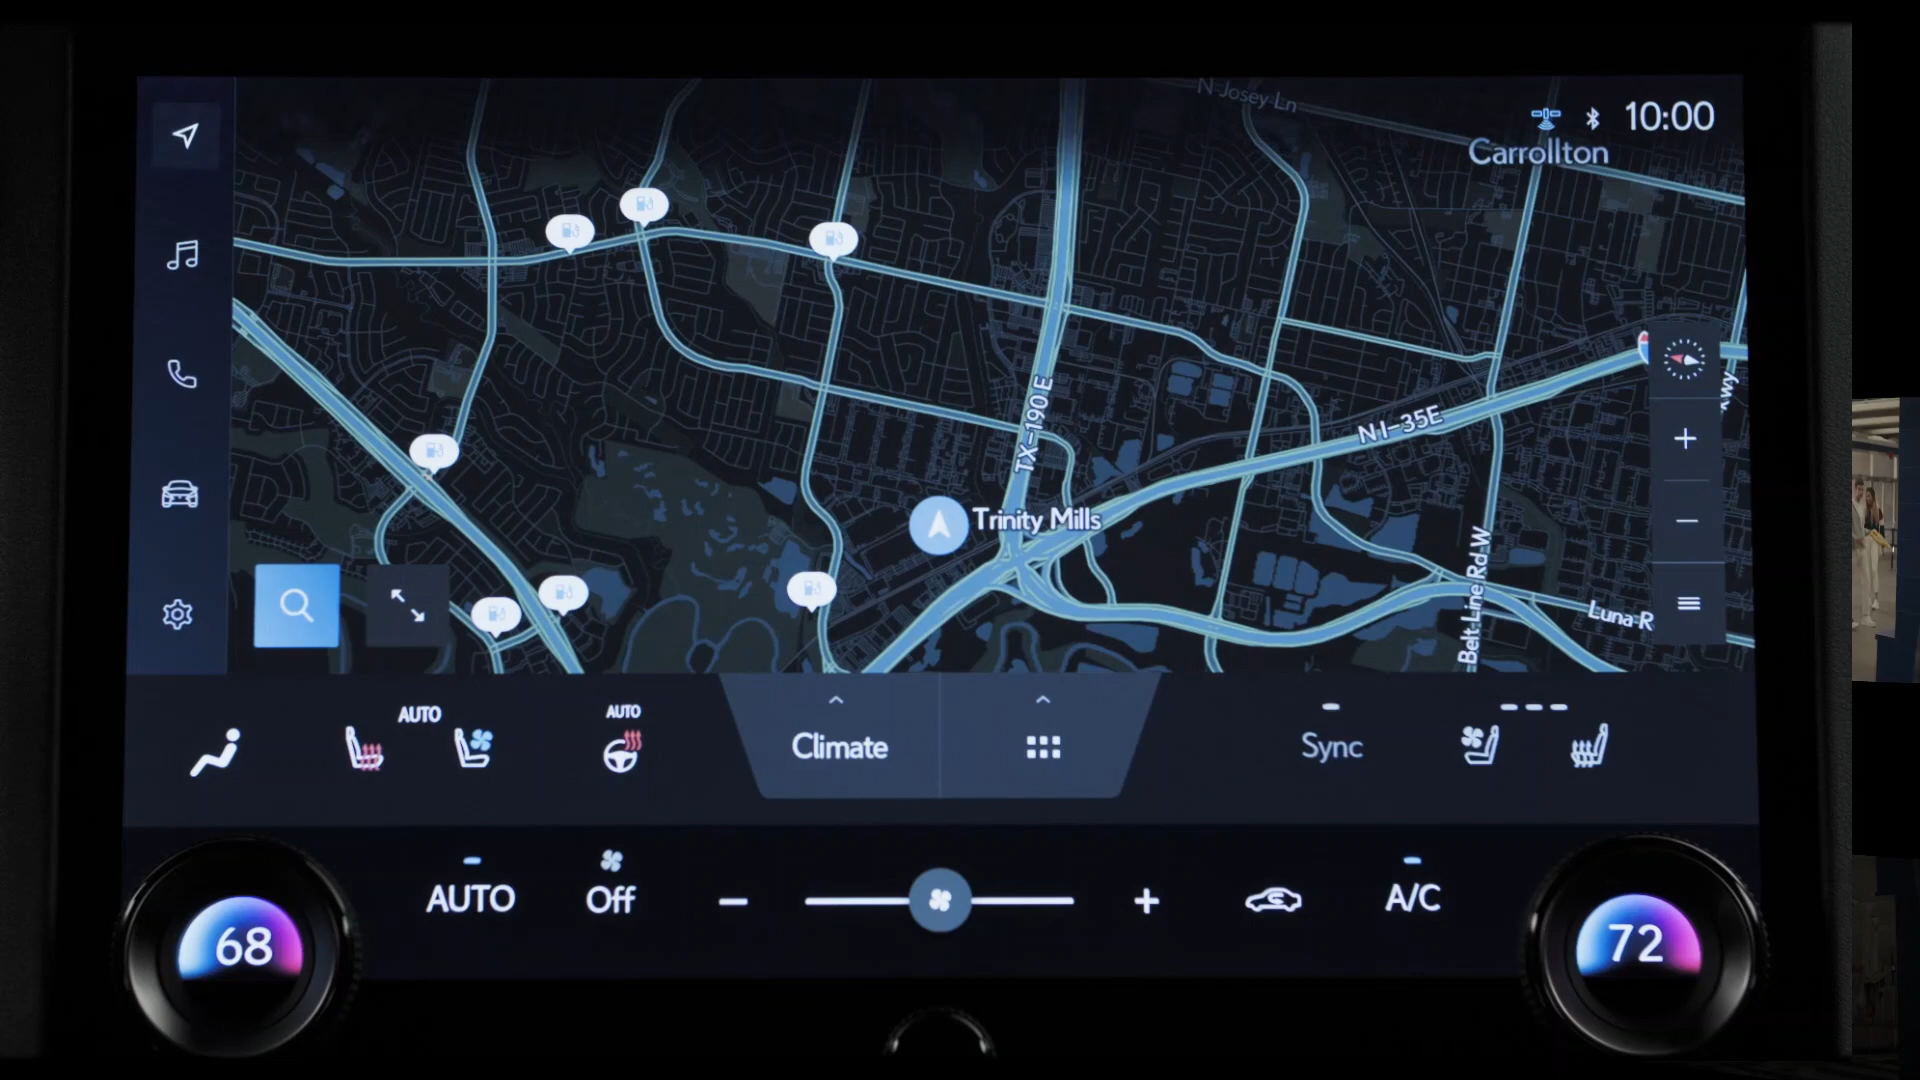 N Josey Ln
10:00
Carrollton
TX-190 E
N I-35E
Trinity Mills
Belt Line Rd W
Luna R
AUTO
AUTO
Climate
Sync
AUTO
Off
A/C
68
72